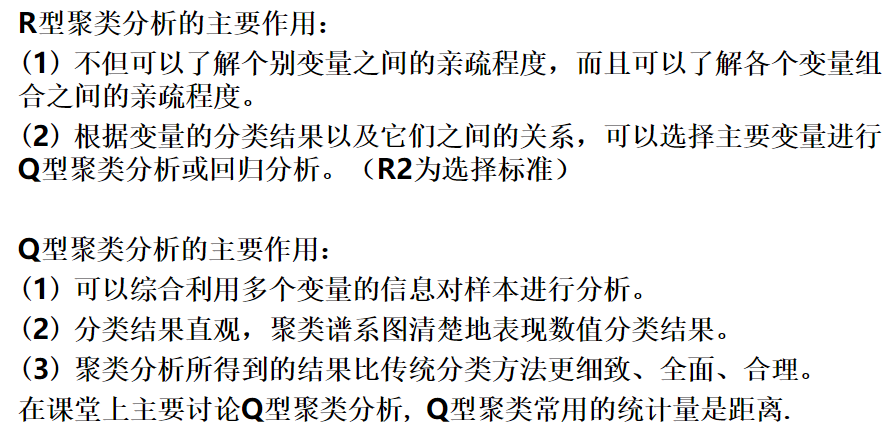 R型聚类分析的主要作用：
（1）不但可以了解个别变量之间的亲疏程度，而且可以了解各个变量组
合之间的亲疏程度。
（2）根据变量的分类结果以及它们之间的关系，可以选择主要变量进行
Q型聚类分析或回归分析。（R2为选择标准）
Q型聚类分析的主要作用：
（1）可以综合利用多个变量的信息对样本进行分析。
（2）分类结果直观，聚类谱系图清楚地表现数值分类结果。
（3）聚类分析所得到的结果比传统分类方法更细致、全面、合理。
在课堂上主要讨论Q型聚类分析, Q型聚类常用的统计量是距离.